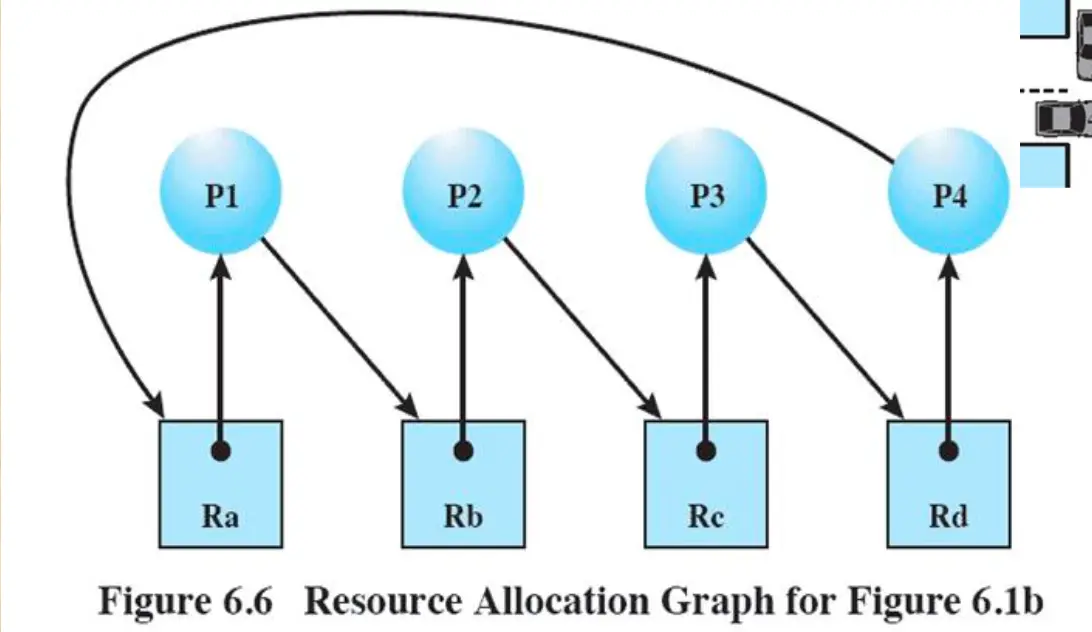 P1 P2 P3 P4
Ra Rb Rc Rd
Figure 6.6 Resource Allocation Graph for Figure 6.1b